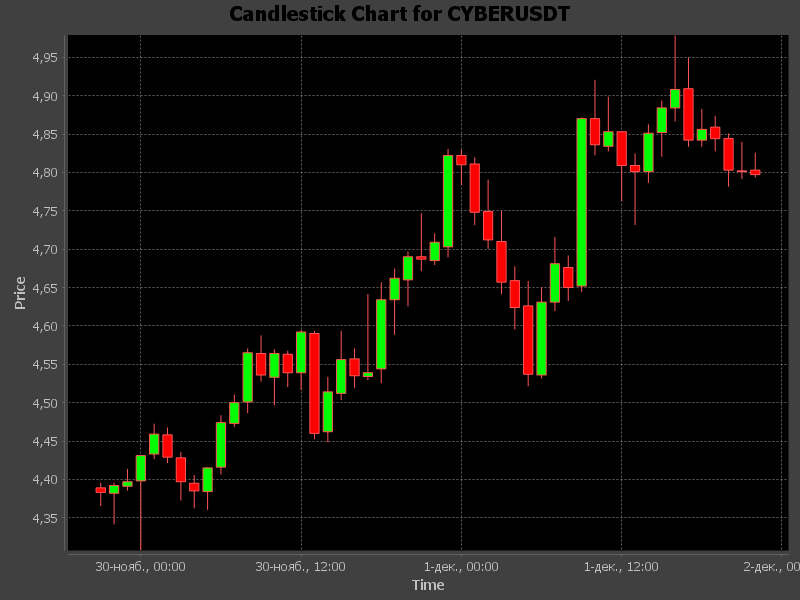 Candlestick Chart for CYBERUSDT
4,95
4,90
4,85
4,80
4,75
4,70
4,65
4,60
4,55
4,50
4,45
4,40
4,35
Price
30-нояб., 00:00
30-нояб., 12:00
1-дек., 00:00
1-дек., 12:00
2-дек., 00
Time